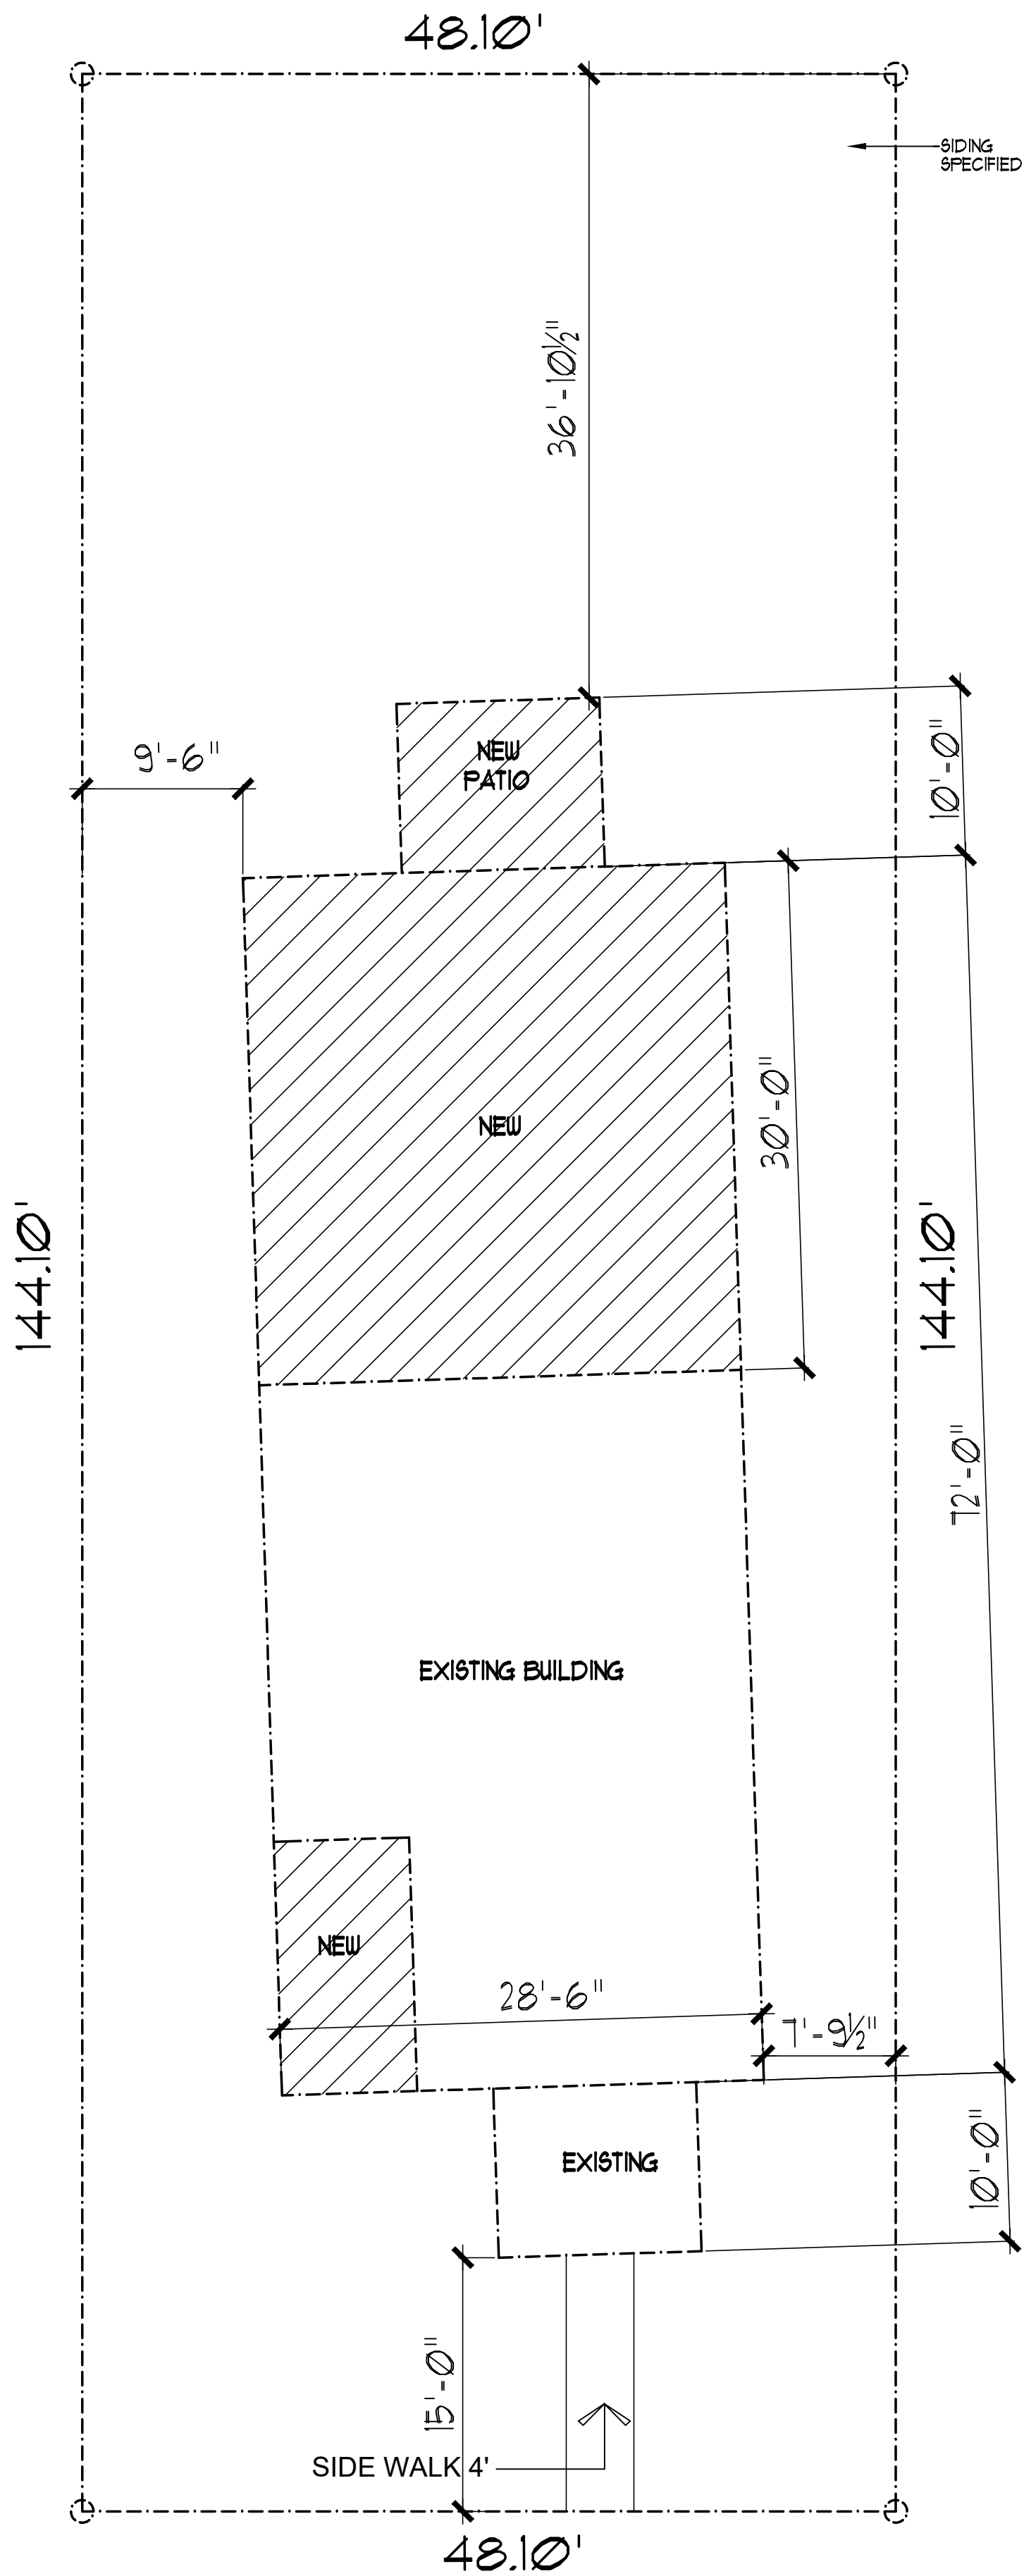 48.10'
SIDING
SPECIFIED
36'-10½"
NEW
PATIO
9'-6"
10'-0"
30'-0"
NEW
144.10'
144.10'
72'-0"
EXISTING BUILDING
NEW
28'-6"
7'-9½"
EXISTING
10'-0"
15'-0"
SIDE WALK 4'
48.10'